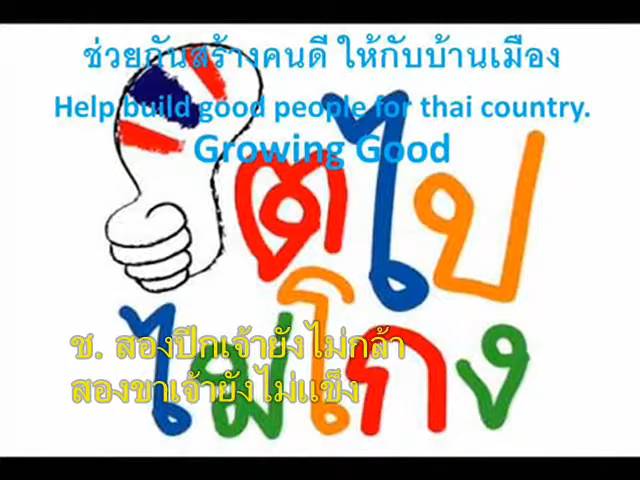 ช่วยกันสร้างคนดี ให้กับบ้านเมือง
Help build good people for thai country.
Growing Good
โตไป
ไม่โกง
ช. สองปีกเจ้ายังไม่กล้า
สองขาเจ้ายังไม่แข็ง